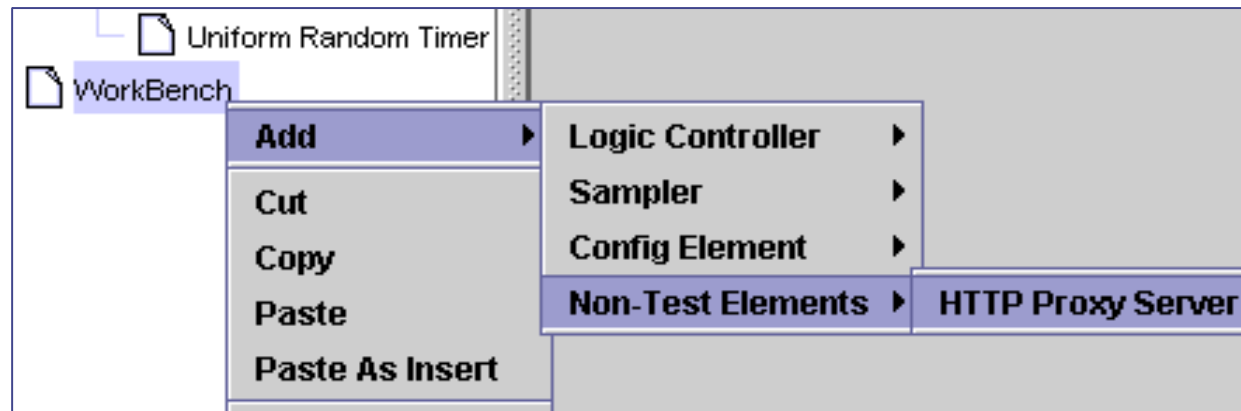 Uniform Random Timer
WorkBench
Add
Logic Controller
Cut
Sampler
Copy
Config Element
Paste
Non-Test Elements
HTTP Proxy Server
Paste As Insert